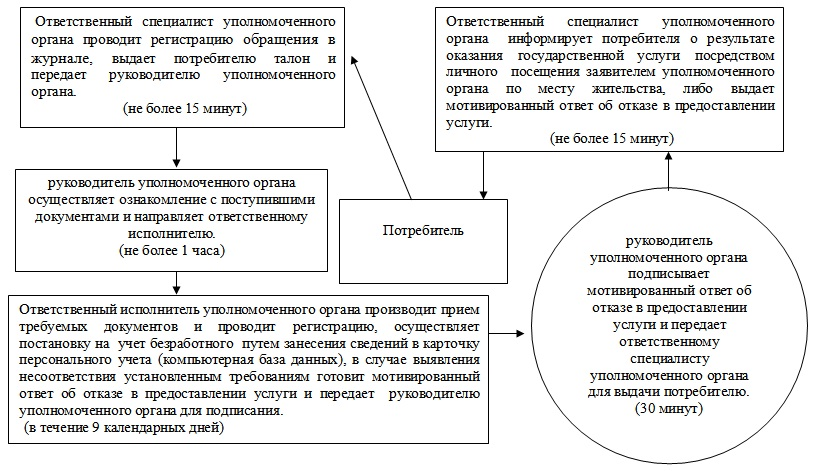 Ответственный специалист уполномоченного
органа проводит регистрацию обращения в
журнале, выдает потребителю талон и
передает руководителю уполномоченного
органа.
(не более 15 минут)
руководитель уполномоченного органа
осуществляет ознакомление с поступившими
документами и направляет ответственному
исполнителю.
(не более 1 часа)
Ответственный исполнитель уполномоченного органа производит прием
требуемых документов и проводит регистрацию, осуществляет
постановку на учет безработного путем занесения сведений в карточку
персонального учета (компьютерная база данных), в случае выявления
несоответствия установленным требованиям готовит мотивированный
ответ об отказе в предоставлении услуги и передает руководителю
уполномоченного органа для подписания.
(в течение 9 календарных дней)
Потребитель
Ответственный специалист уполномоченного
органа информирует потребителя о результате
оказания государственной услуги посредством
личного посещения заявителем уполномоченного
органа по месту жительства, либо выдает
мотивированный ответ об отказе в предоставлении
услуги.
(не более 15 минут)
руководитель
уполномоченного органа
подписывает
мотивированный ответ об
отказе в предоставлении
услуги и передает
ответственному
специалисту
уполномоченного органа
для выдачи потребителю.
(30 минут)